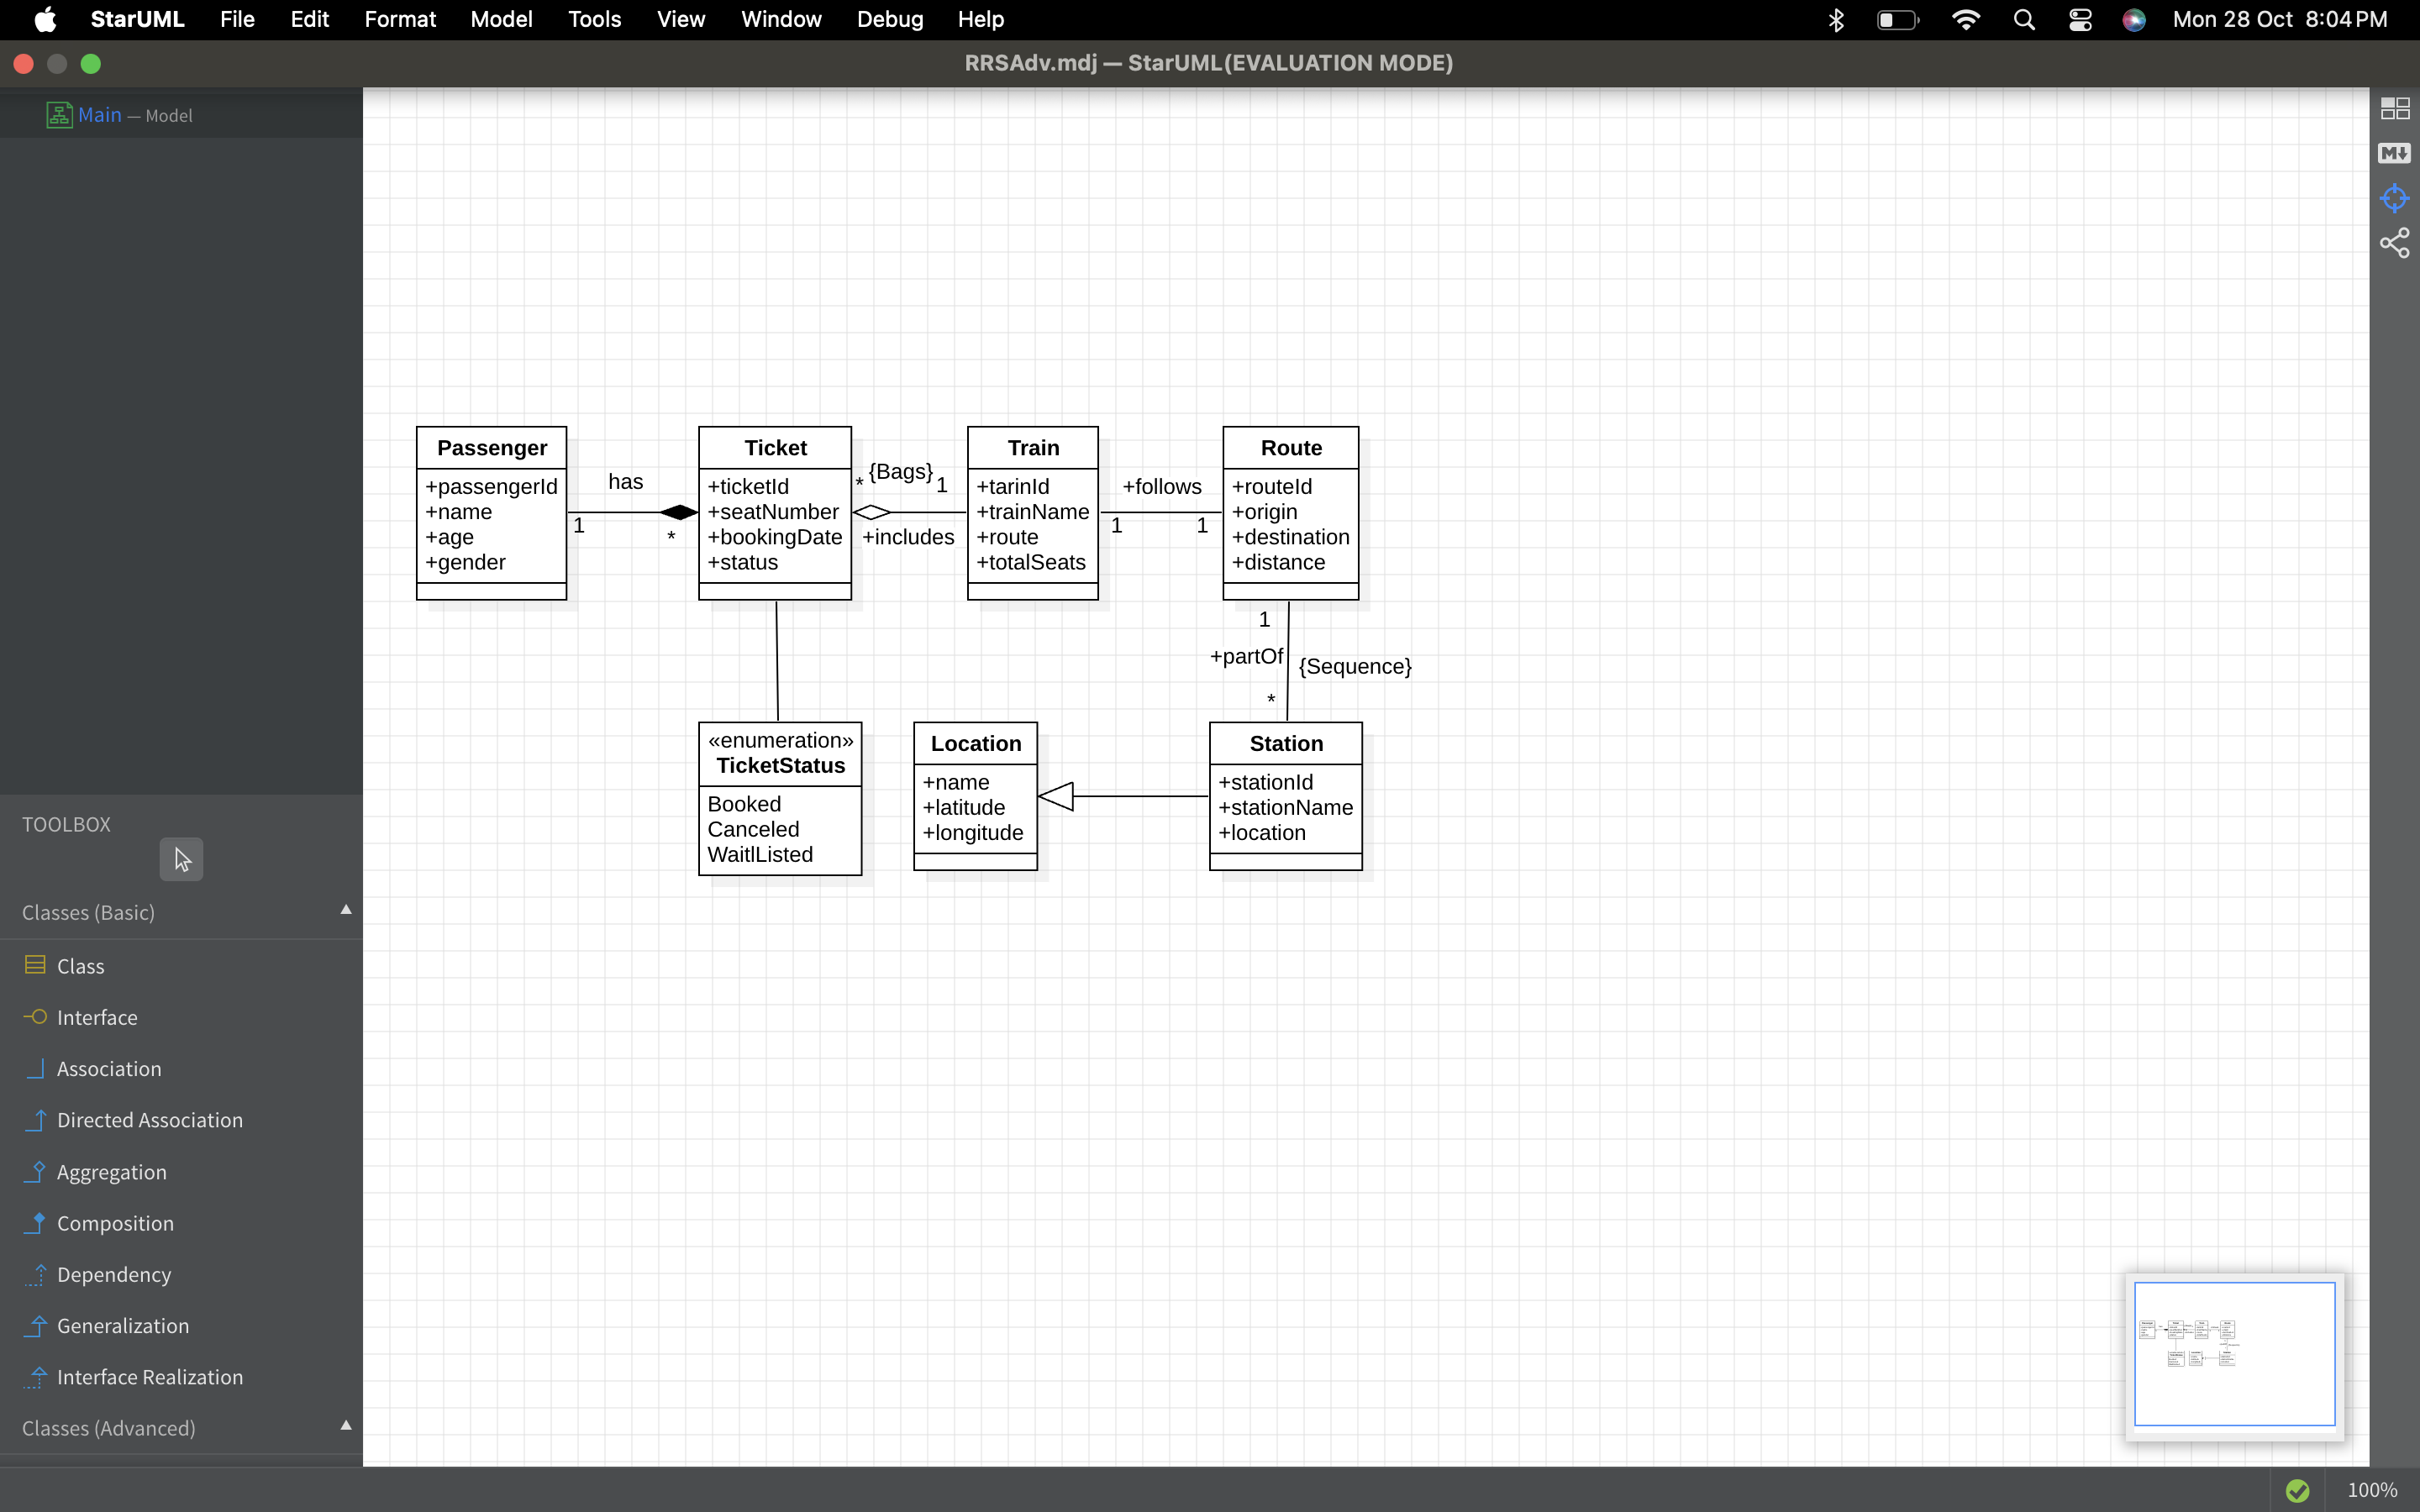 StarUML File Edit Format Model Tools View Window Debug Help Mon 28 Oct 8:04 PM
RRSAdv.mdj — StarUML(EVALUATION MODE)
Main — Model
Passenger
+passengerId
+name
+age
+gender
has
1
*
Ticket
+ticketId
+seatNumber
+bookingDate
+status
* {Bags} 1
+includes
Train
+tarinId
+trainName
+route
+totalSeats
+follows
1 1
Route
+routeId
+origin
+destination
+distance
1
+partOf {Sequence}
*
«enumeration»
TicketStatus
Booked
Canceled
WaitlListed
Location
+name
+latitude
+longitude
Station
+stationId
+stationName
+location
TOOLBOX
Classes (Basic)
Class
Interface
Association
Directed Association
Aggregation
Composition
Dependency
Generalization
Interface Realization
Classes (Advanced)
M
100%